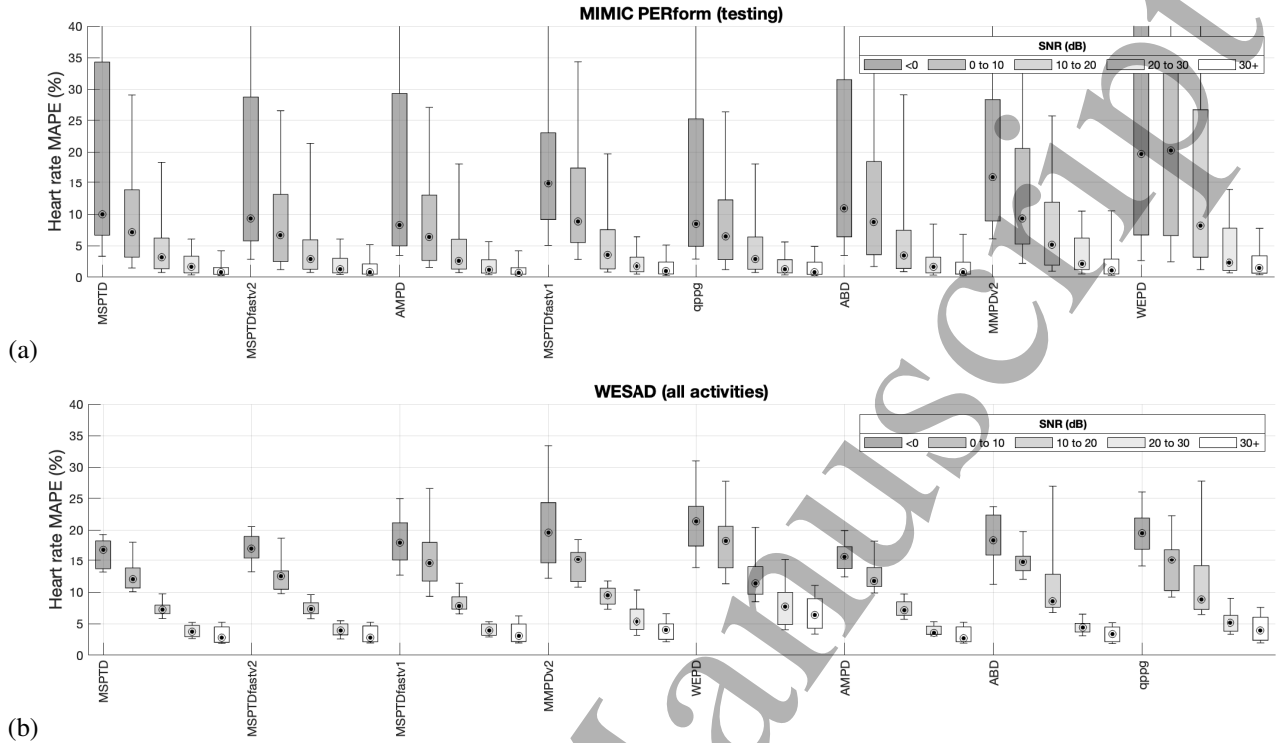 MIMIC PERform (testing)
Heart rate MAPE (%)
40
35
30
25
20
15
10
5
0
SNR (dB)
<0 0 to 10 10 to 20 20 to 30 30+
MSPTD
MSPTDfastv2
AMPD
MSPTDfastv1
qppg
ABD
MMPDv2
WEPD
(a)
WESAD (all activities)
Heart rate MAPE (%)
40
35
30
25
20
15
10
5
0
SNR (dB)
<0 0 to 10 10 to 20 20 to 30 30+
MSPTD
MSPTDfastv2
MSPTDfastv1
MMPDv2
WEPD
AMPD
ABD
qppg
(b)
Manuscript